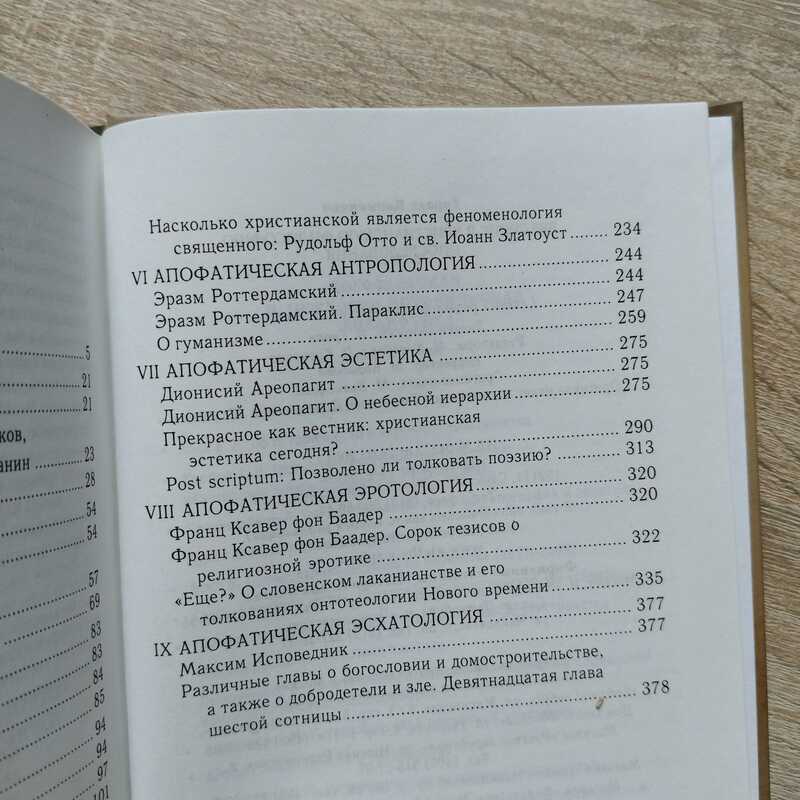 5
21
21
ков,
анин 23
28
54
54
57
69
83
83
84
85
94
94
97
101
Насколько христианской является феноменология
священного: Рудольф Отто и св. Иоанн Златоуст 234
VI АПОФАТИЧЕСКАЯ АНТРОПОЛОГИЯ 244
Эразм Роттердамский 244
Эразм Роттердамский. Параклис 247
О гуманизме 259
VII АПОФАТИЧЕСКАЯ ЭСТЕТИКА 275
Дионисий Ареопагит 275
Дионисий Ареопагит. О небесной иерархии 275
Прекрасное как вестник: христианская
эстетика сегодня? 290
Post scriptum: Позволено ли толковать поэзию? 313
VIII АПОФАТИЧЕСКАЯ ЭРОТОЛОГИЯ 320
Франц Ксавер фон Баадер 320
Франц Ксавер фон Баадер. Сорок тезисов о
религиозной эротике 322
«Еще?» О словенском лаканианстве и его
толкованиях онтотеологии Нового времени 335
IX АПОФАТИЧЕСКАЯ ЭСХАТОЛОГИЯ 377
Максим Исповедник 377
Различные главы о богословии и домостроительстве,
а также о добродетели и зле. Девятнадцатая глава
шестой сотницы 378